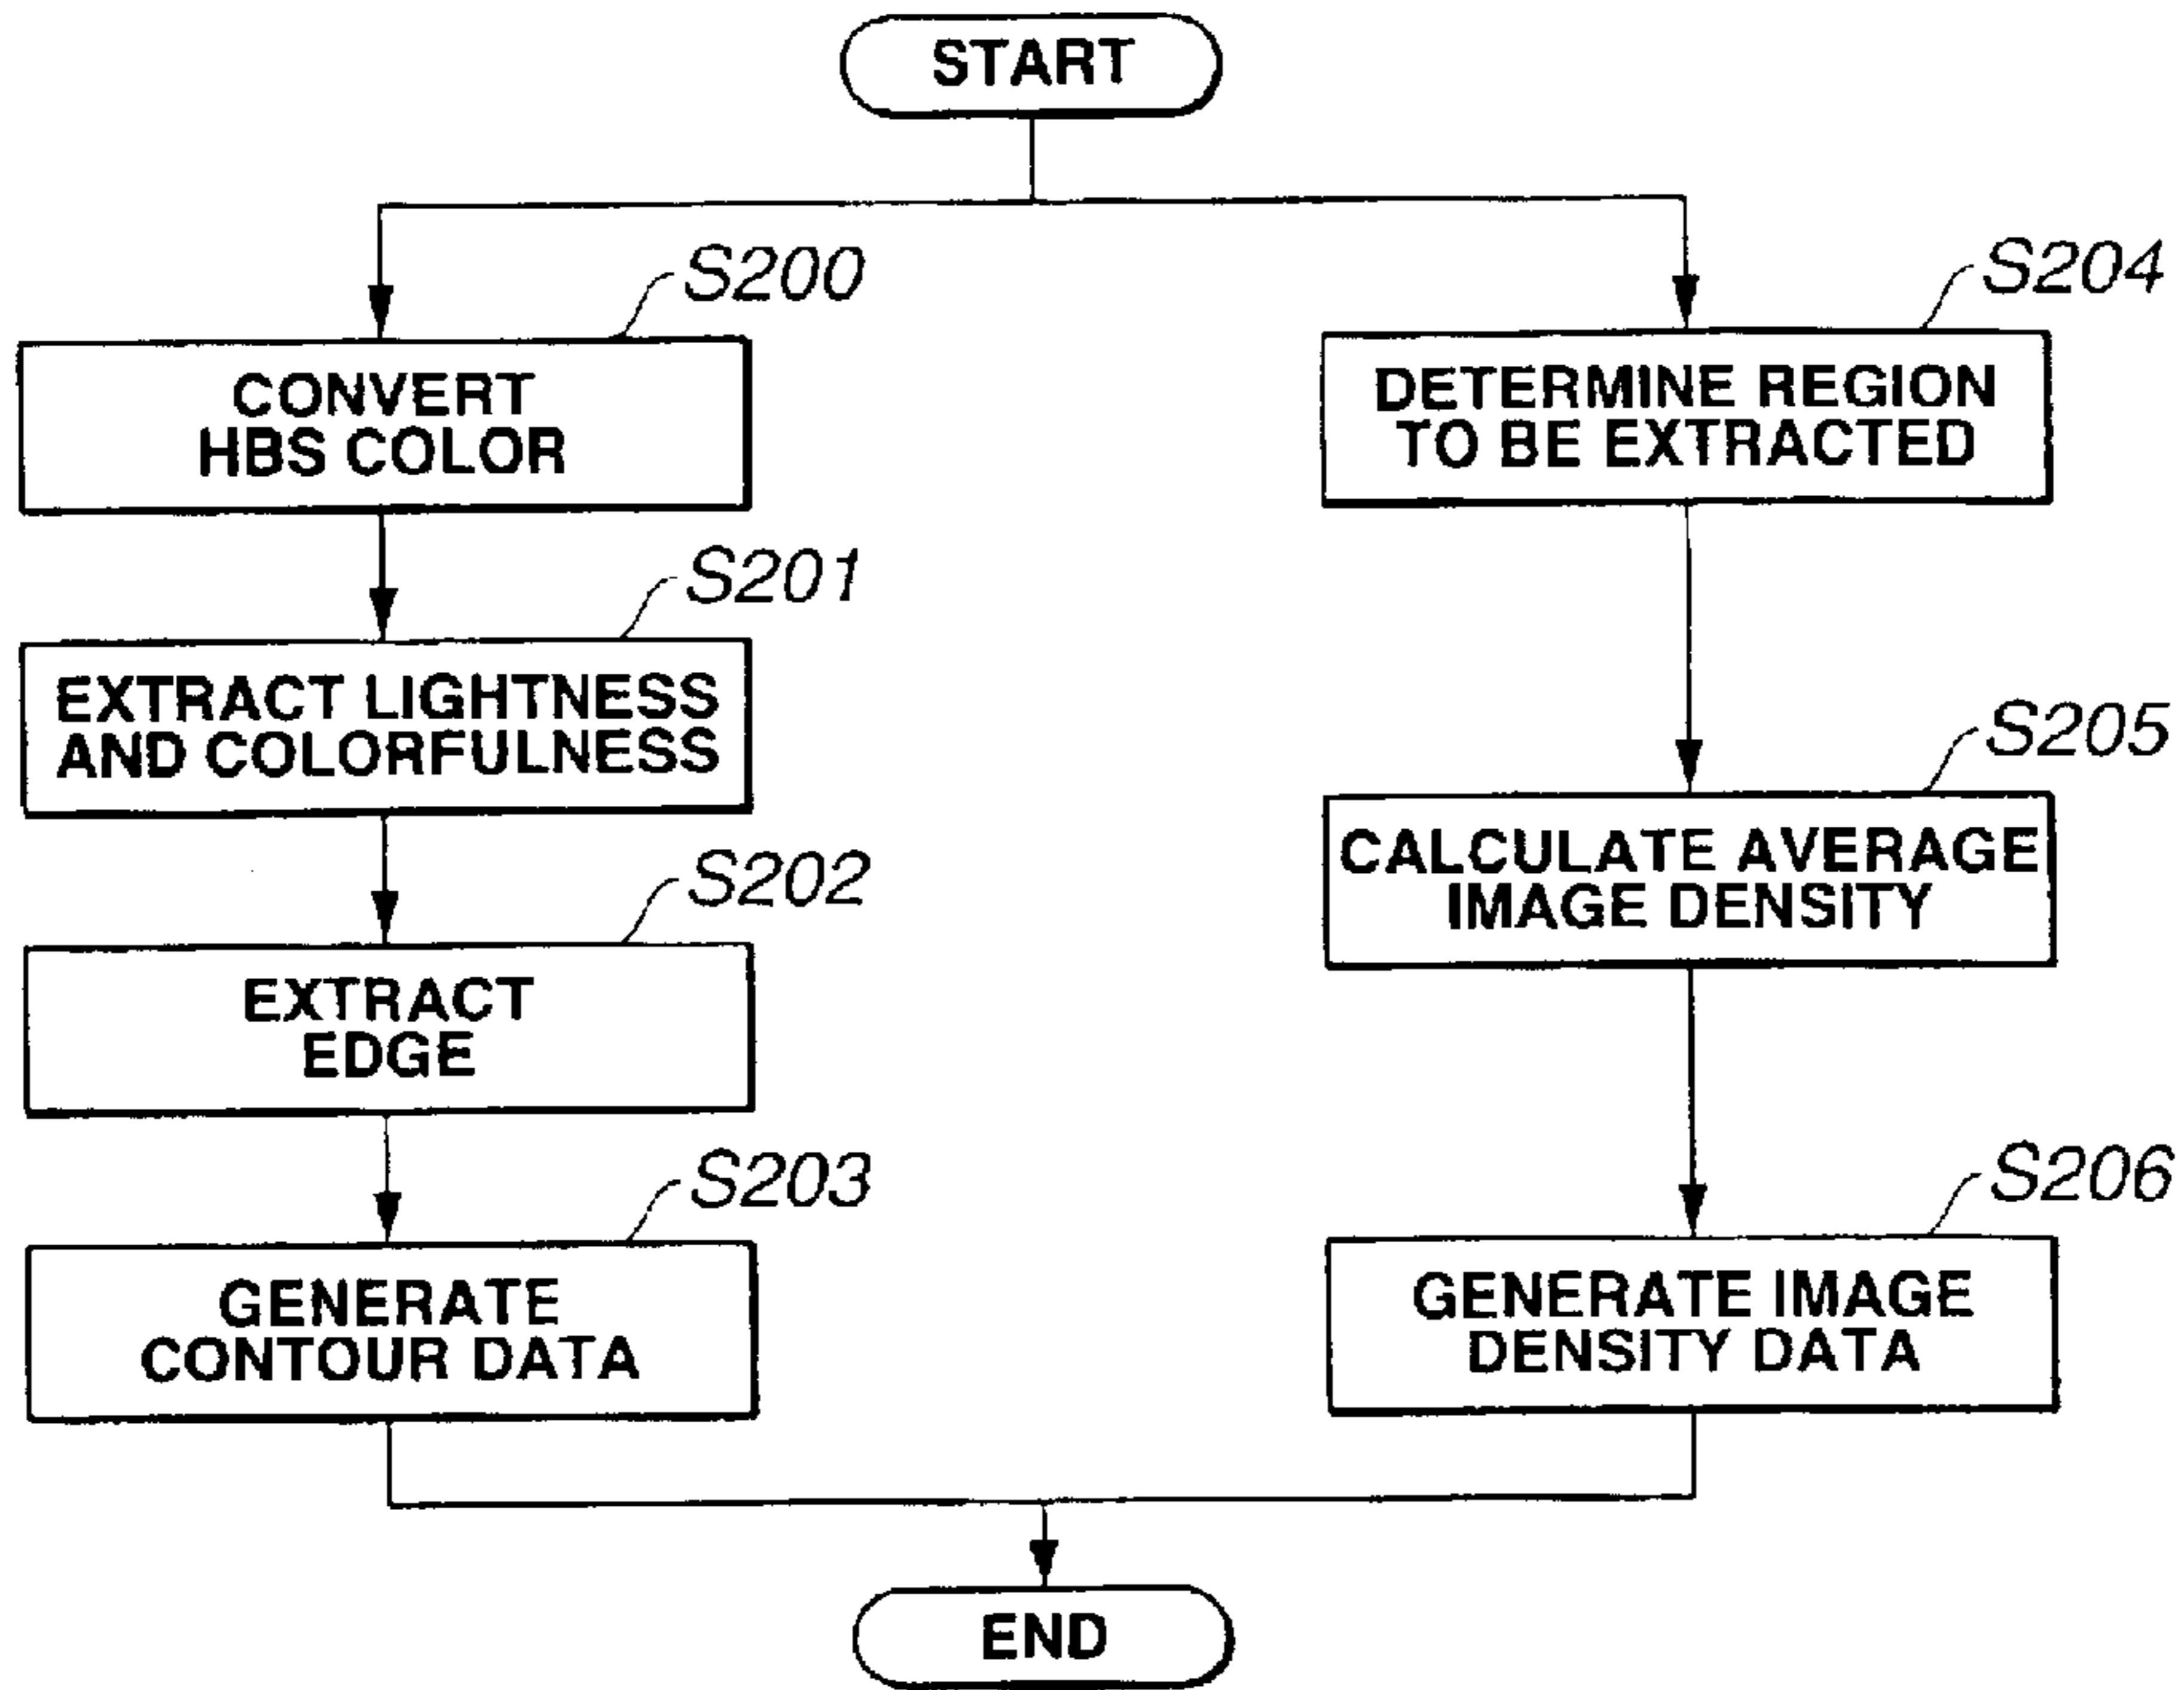 START
S200
CONVERT
HBS COLOR
S201
EXTRACT LIGHTNESS
AND COLORFULNESS
S202
EXTRACT
EDGE
S203
GENERATE
CONTOUR DATA
S204
DETERMINE REGION
TO BE EXTRACTED
S205
CALCULATE AVERAGE
IMAGE DENSITY
S206
GENERATE IMAGE
DENSITY DATA
END